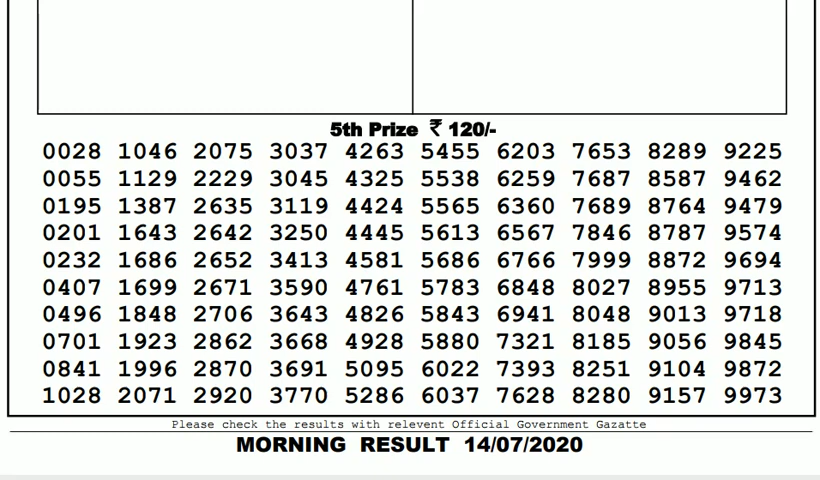 5th Prize ₹ 120/-
0028 1046 2075 3037 4263 5455 6203 7653 8289 9225
0055 1129 2229 3045 4325 5538 6259 7687 8587 9462
0195 1387 2635 3119 4424 5565 6360 7689 8764 9479
0201 1643 2642 3250 4445 5613 6567 7846 8787 9574
0232 1686 2652 3413 4581 5686 6766 7999 8872 9694
0407 1699 2671 3590 4761 5783 6848 8027 8955 9713
0496 1848 2706 3643 4826 5843 6941 8048 9013 9718
0701 1923 2862 3668 4928 5880 7321 8185 9056 9845
0841 1996 2870 3691 5095 6022 7393 8251 9104 9872
1028 2071 2920 3770 5286 6037 7628 8280 9157 9973
Please check the results with relevent Official Government Gazatte
MORNING RESULT 14/07/2020